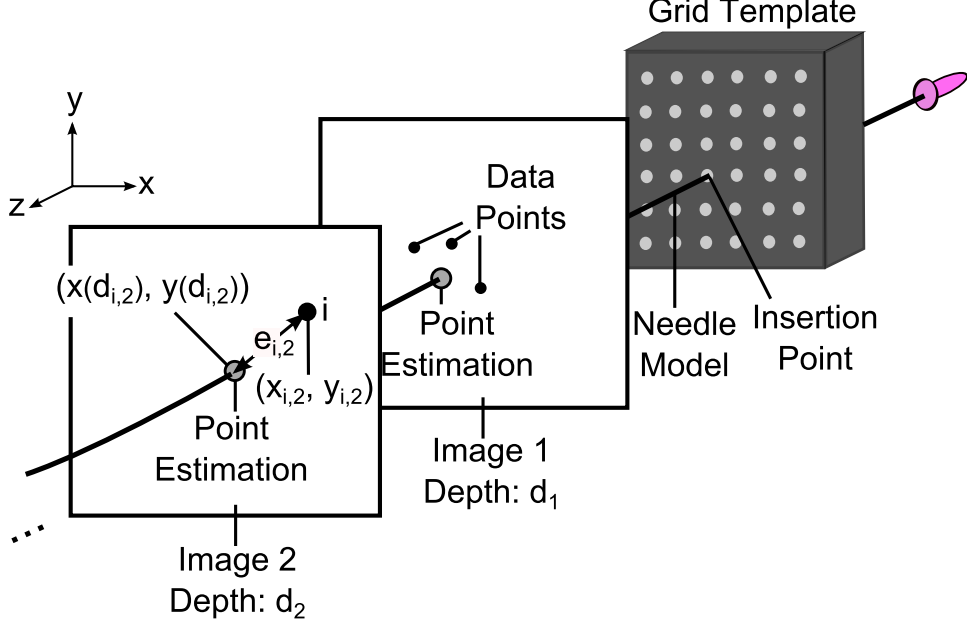 Grid Template
y
x
z
Data
Points
(x(d_{i,2}), y(d_{i,2}))
i
e_{i,2}
(x_{i,2}, y_{i,2})
Point
Estimation
Needle
Model
Insertion
Point
Point
Estimation
Image 1
Depth: d_1
Image 2
Depth: d_2
....